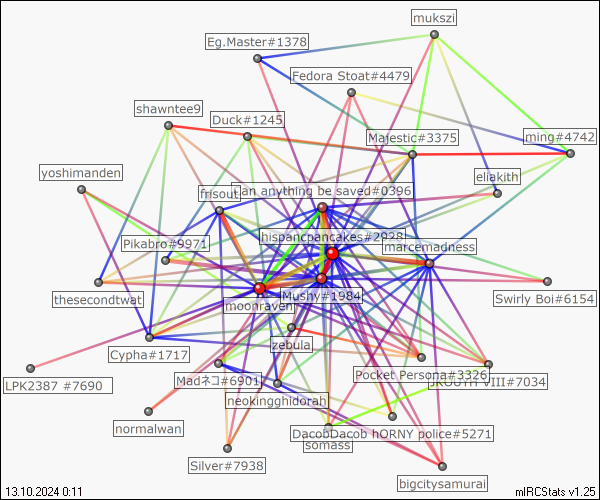 mukszi
Eg.Master#1378
Fedora Stoat#4479
shawntee9
Duck#1245
Majestic#3375
ming#4742
yoshimanden
eliakith
frisout
an anything be saved#0396
hispancpancakes#2928
Pikabro#9971
marcemadness
thesecondtwat
Mushy#1984
Swirly Boi#6154
moonraven
zebula
Cypha#1717
LPK2387 #7690
Madネコ#6901
Pocket Persona#3326
VIII#7034
neokingghidorah
normalwan
DacobDacob hORNY police#5271
somass
Silver#7938
bigcitysamurai
13.10.2024 0:11
mIRCStats v1.25